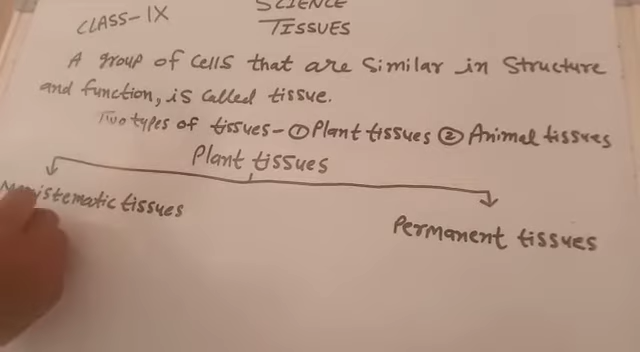 SCIENCE
CLASS-IX
TISSUES
A group of cells that are similar in structure
and function, is called tissue.
Two types of tissues - ① Plant tissues ② Animal tissues
Plant tissues
tissues
Permanent tissues